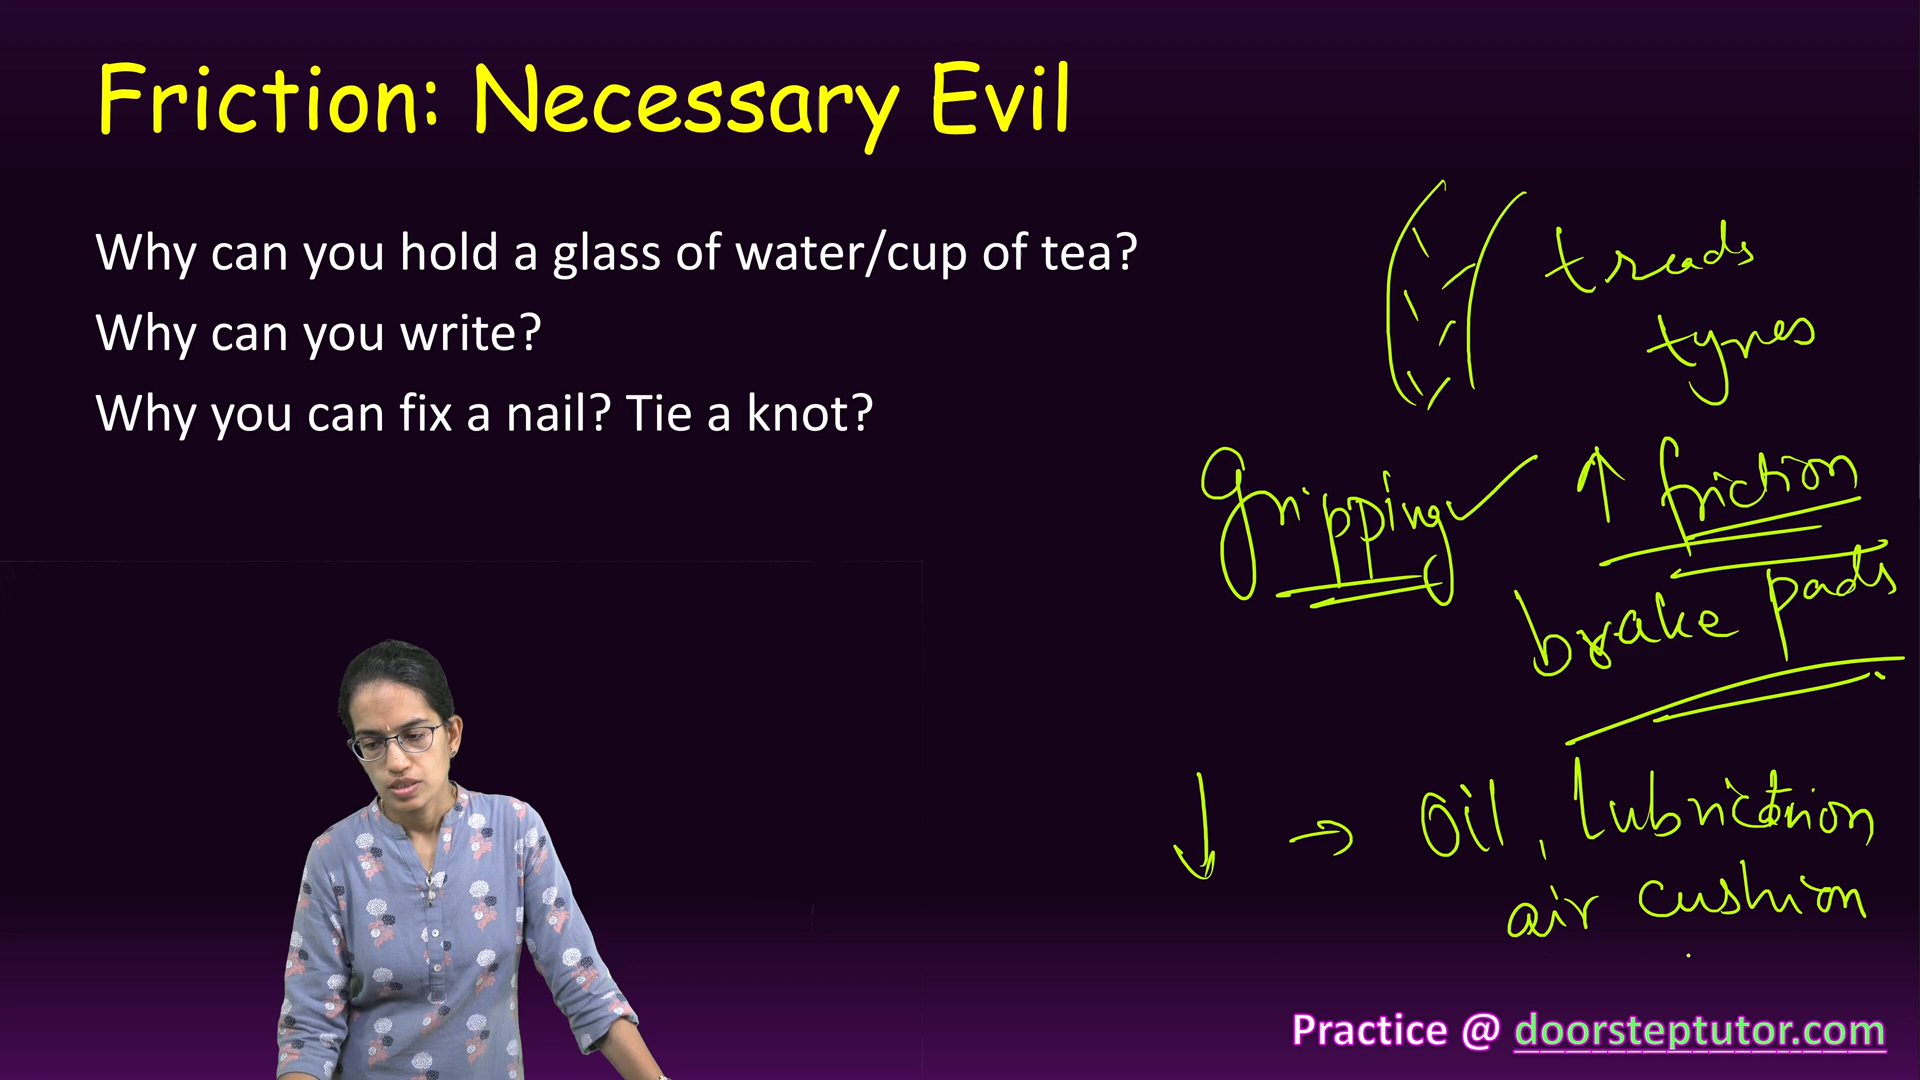 Friction: Necessary Evil
Why can you hold a glass of water/cup of tea?
Why can you write?
Why you can fix a nail? Tie a knot?
treads
tyres
Gripping ↑ friction
brake pads
↓ → Oil, lubrication
air cushion
Practice @ doorsteptutor.com